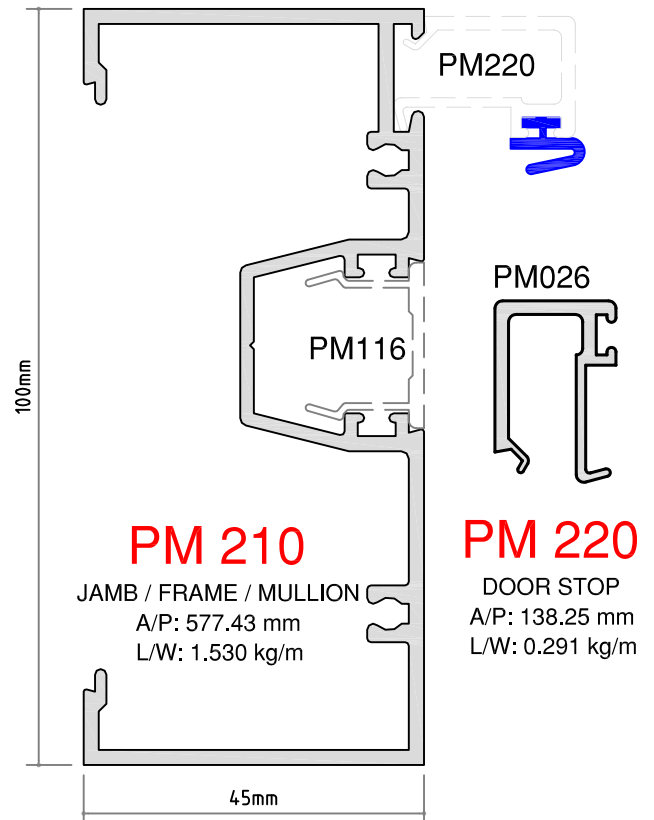 PM220
PM026
PM116
100mm
PM 210
JAMB / FRAME / MULLION
A/P: 577.43 mm
L/W: 1.530 kg/m
PM 220
DOOR STOP
A/P: 138.25 mm
L/W: 0.291 kg/m
45mm